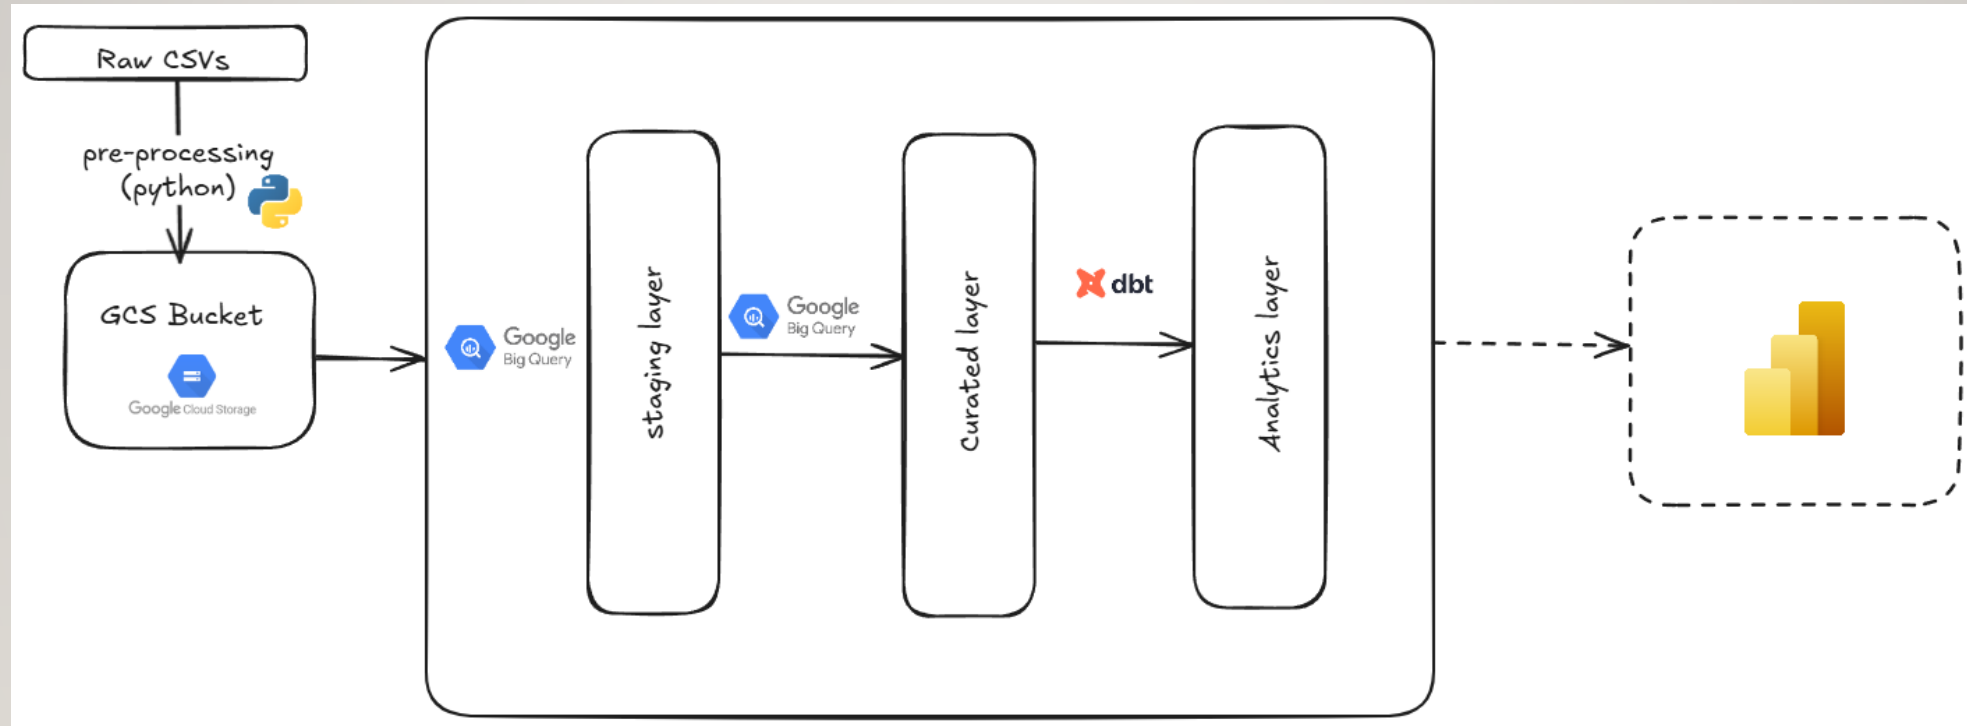 Raw CSVs
pre-processing
(python)
GCS Bucket
Google Cloud Storage
Google
Big Query
staging layer
Google
Big Query
Curated layer
dbt
Analytics layer